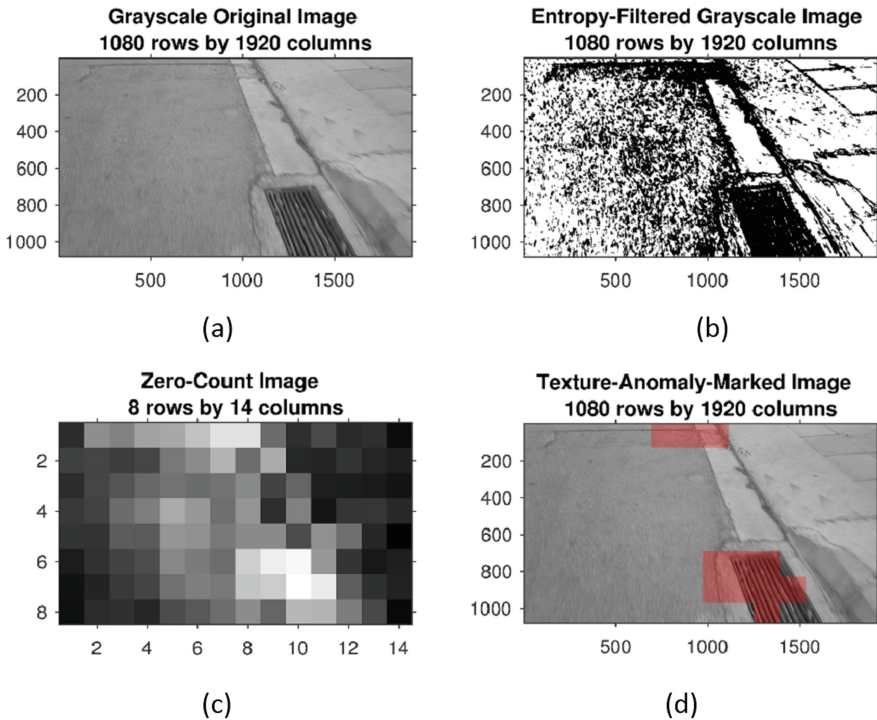 Grayscale Original Image
1080 rows by 1920 columns
200
400
600
800
1000
500 1000 1500
(a)
Entropy-Filtered Grayscale Image
1080 rows by 1920 columns
200
400
600
800
1000
500 1000 1500
(b)
Zero-Count Image
8 rows by 14 columns
2
4
6
8
2 4 6 8 10 12 14
(c)
Texture-Anomaly-Marked Image
1080 rows by 1920 columns
200
400
600
800
1000
500 1000 1500
(d)